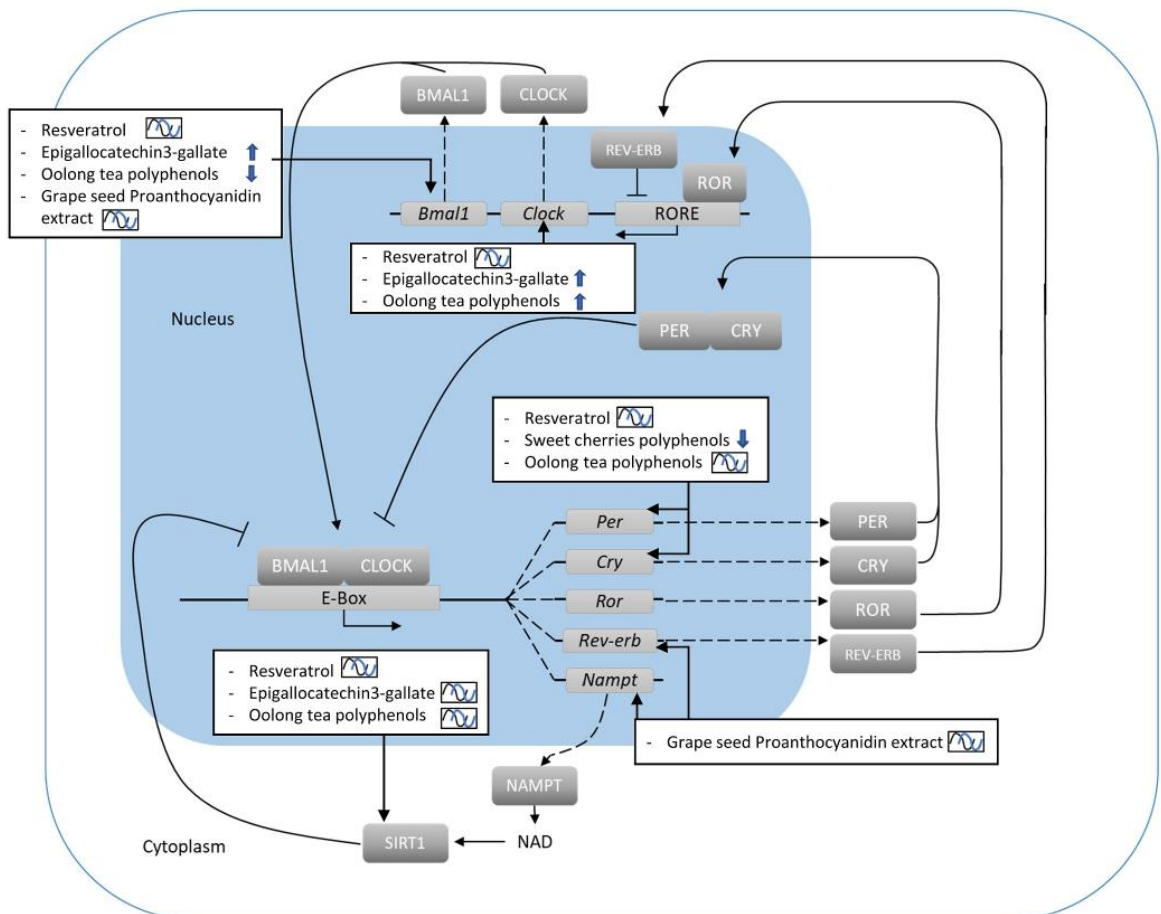 BMAL1
CLOCK
- Resveratrol
- Epigallocatechin3-gallate
- Oolong tea polyphenols
- Grape seed Proanthocyanidin
extract
REV-ERB
ROR
Bmal1
Clock
RORE
- Resveratrol
- Epigallocatechin3-gallate
- Oolong tea polyphenols
Nucleus
PER
CRY
- Resveratrol
- Sweet cherries polyphenols
- Oolong tea polyphenols
Per
PER
BMAL1
CLOCK
Cry
CRY
E-Box
Ror
ROR
Rev-erb
REV-ERB
- Resveratrol
- Epigallocatechin3-gallate
- Oolong tea polyphenols
Nampt
- Grape seed Proanthocyanidin extract
NAMPT
Cytoplasm
SIRT1
NAD